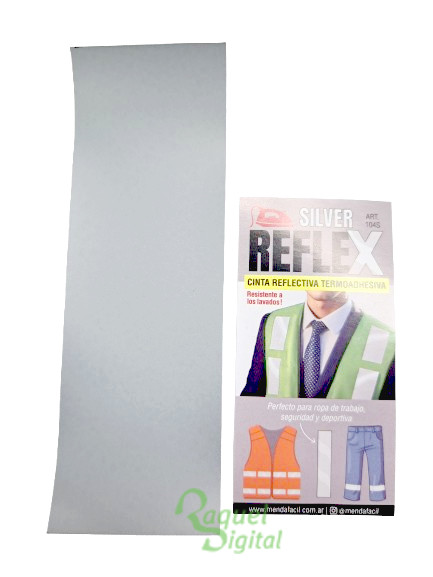 SILVER
ART.
1045
REFLEX
CINTA REFLECTIVA TERMOADHESIVA
Resistente a
los lavados!
Perfecto para ropa de trabajo,
seguridad y deportiva
www.mendafacil.com.ar | @mendafacil
Raquel
Digital